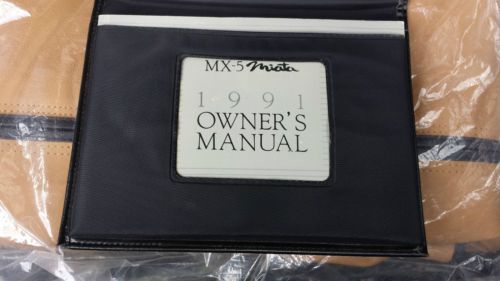 MX-5 Miata
1991
OWNER'S
MANUAL